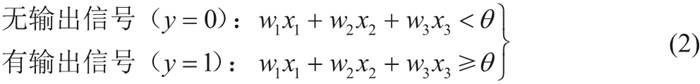 无输出信号（y = 0）：w₁x₁ + w₂x₂ + w₃x₃ < θ
有输出信号（y = 1）：w₁x₁ + w₂x₂ + w₃x₃ ⩾ θ
(2)